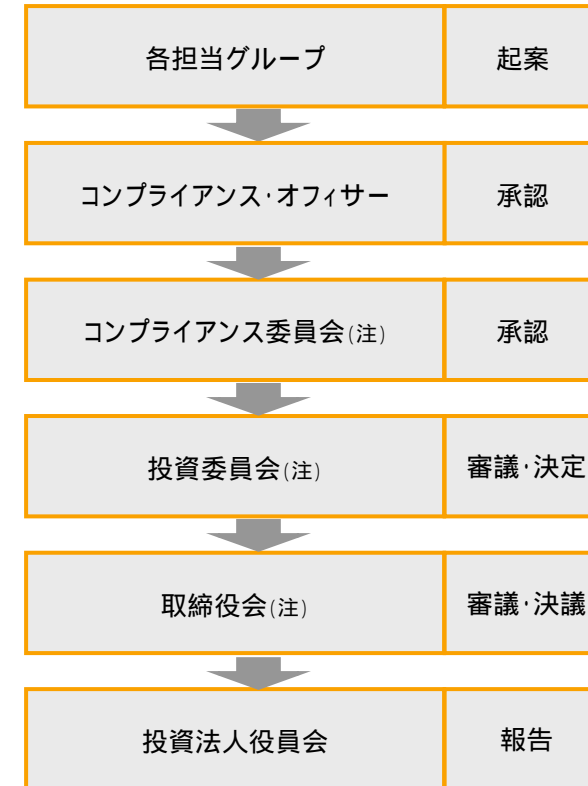 各担当グループ 起案
コンプライアンス・オフィサー 承認
コンプライアンス委員会(注) 承認
投資委員会(注) 審議・決定
取締役会(注) 審議・決議
投資法人役員会 報告